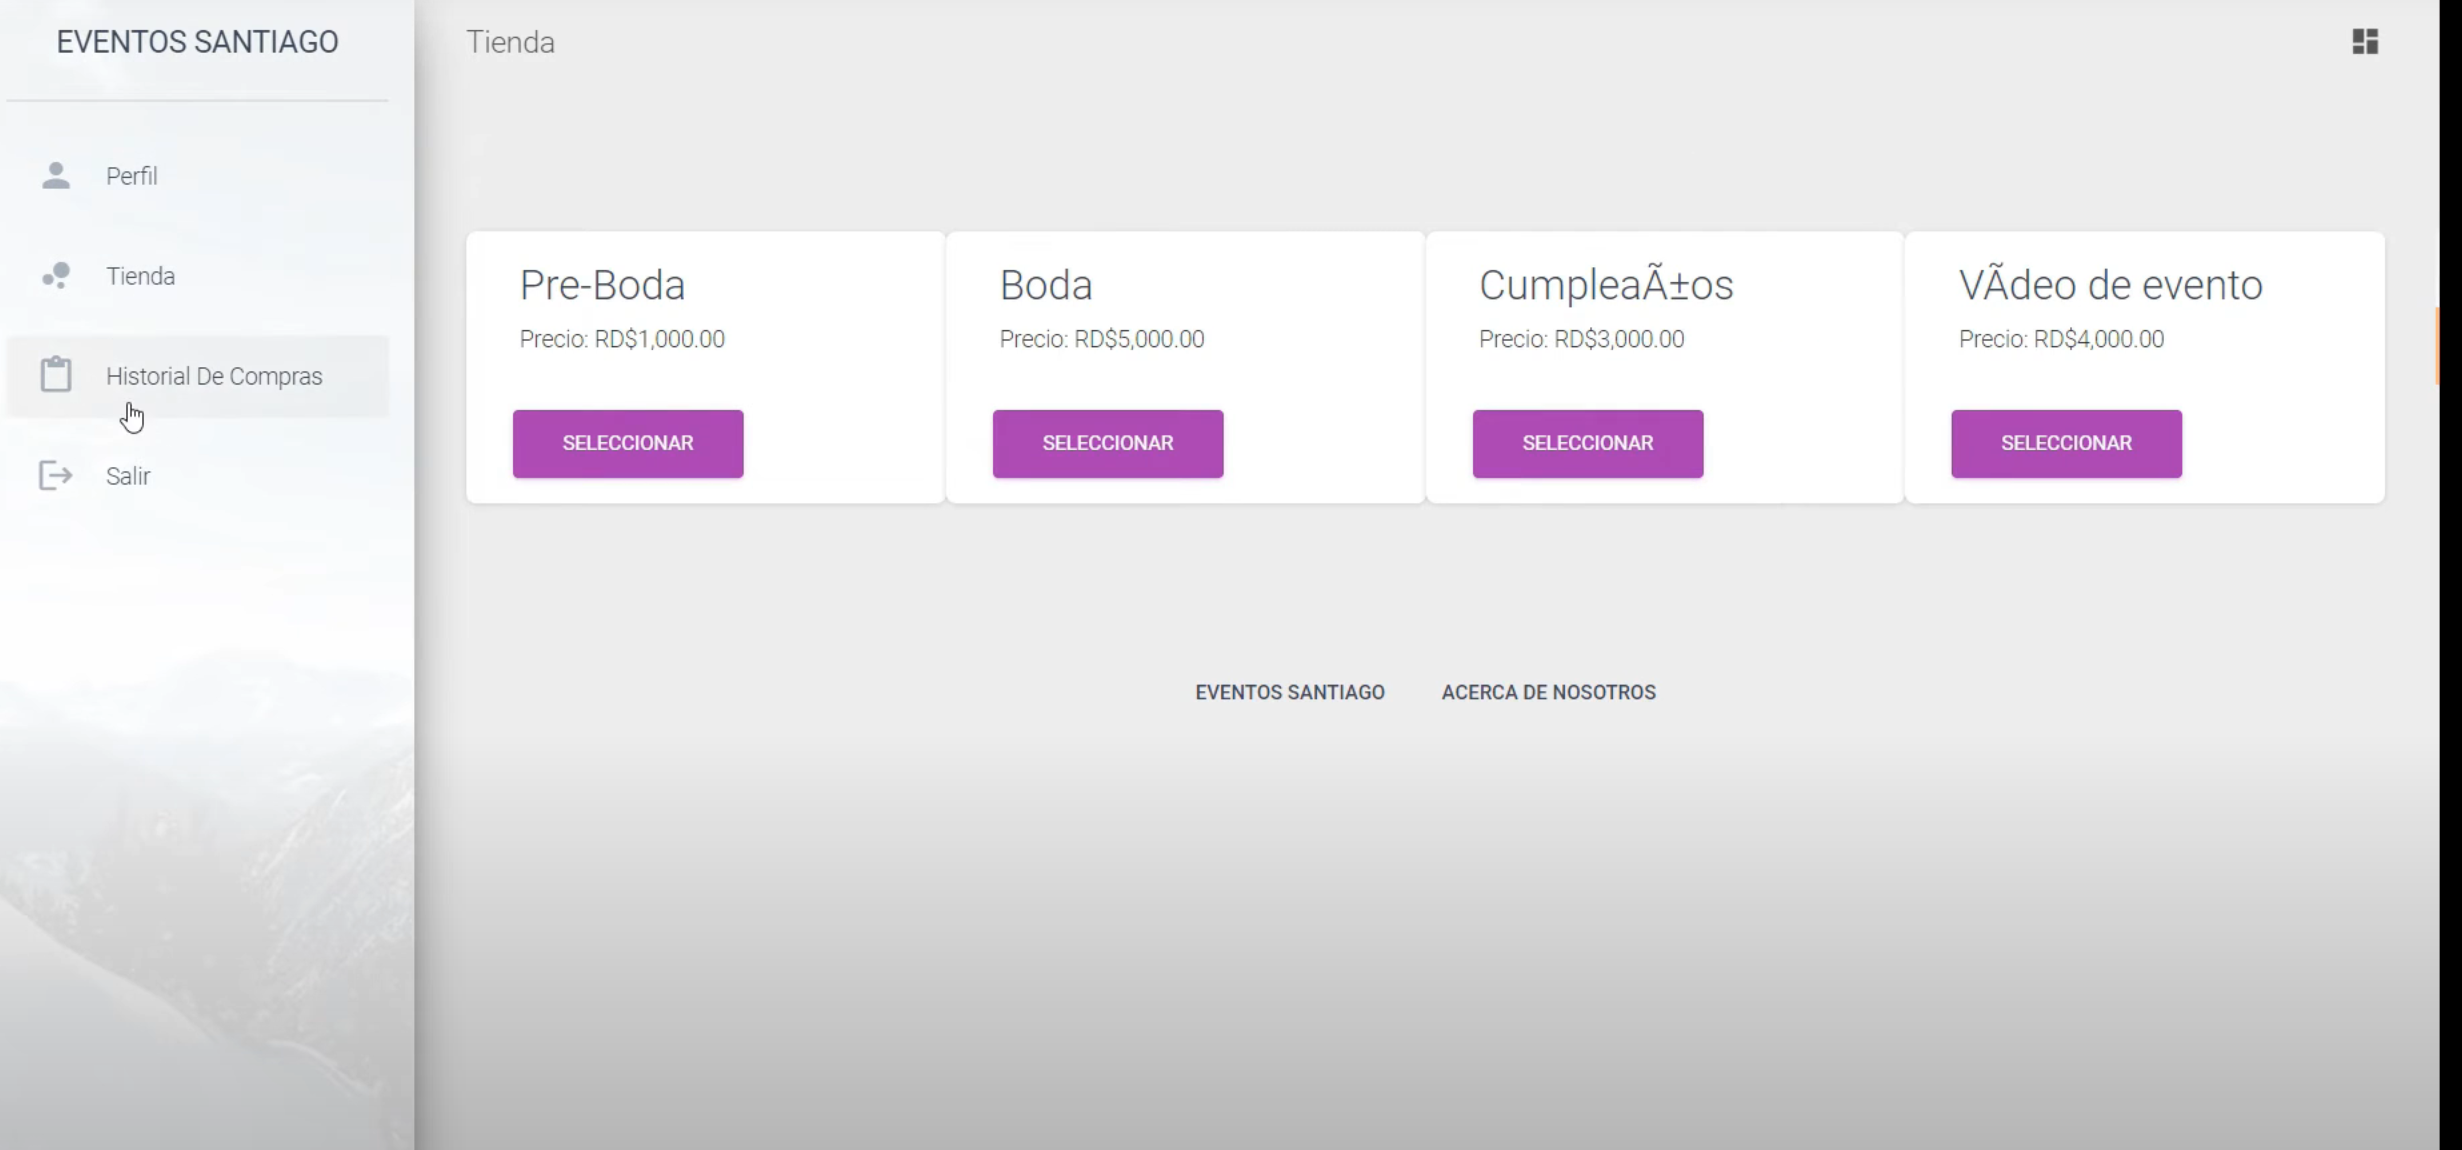 EVENTOS SANTIAGO
Tienda
Perfil
Tienda
Historial De Compras
Salir
Pre-Boda
Precio: RD$1,000.00
SELECCIONAR
Boda
Precio: RD$5,000.00
SELECCIONAR
CumpleaÃ±os
Precio: RD$3,000.00
SELECCIONAR
VÃdeo de evento
Precio: RD$4,000.00
SELECCIONAR
EVENTOS SANTIAGO
ACERCA DE NOSOTROS